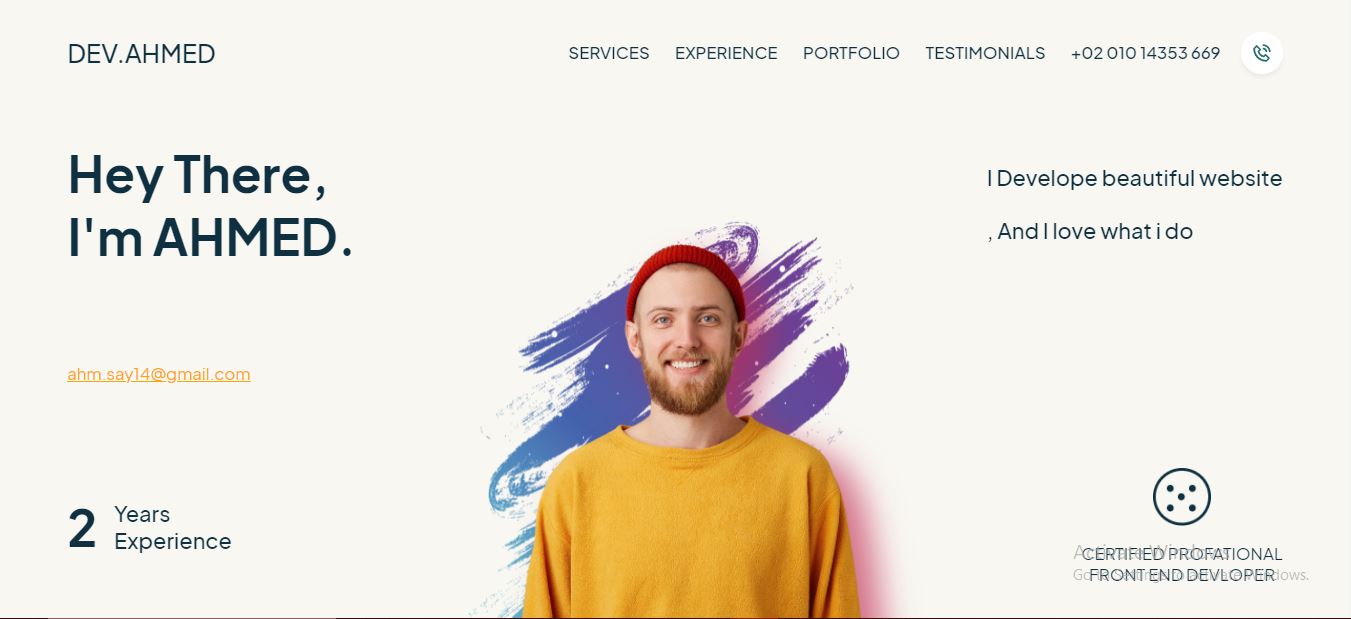 DEV.AHMED
SERVICES EXPERIENCE PORTFOLIO TESTIMONIALS +02 010 14353 669
Hey There,
I'm AHMED.
I Develope beautiful website
, And I love what i do
ahm.say14@gmail.com
2 Years
Experience
CERTIFIED PROFATIONAL
FRONT END DEVELOPER
Activate Windows
Go to Settings to activate Windows.